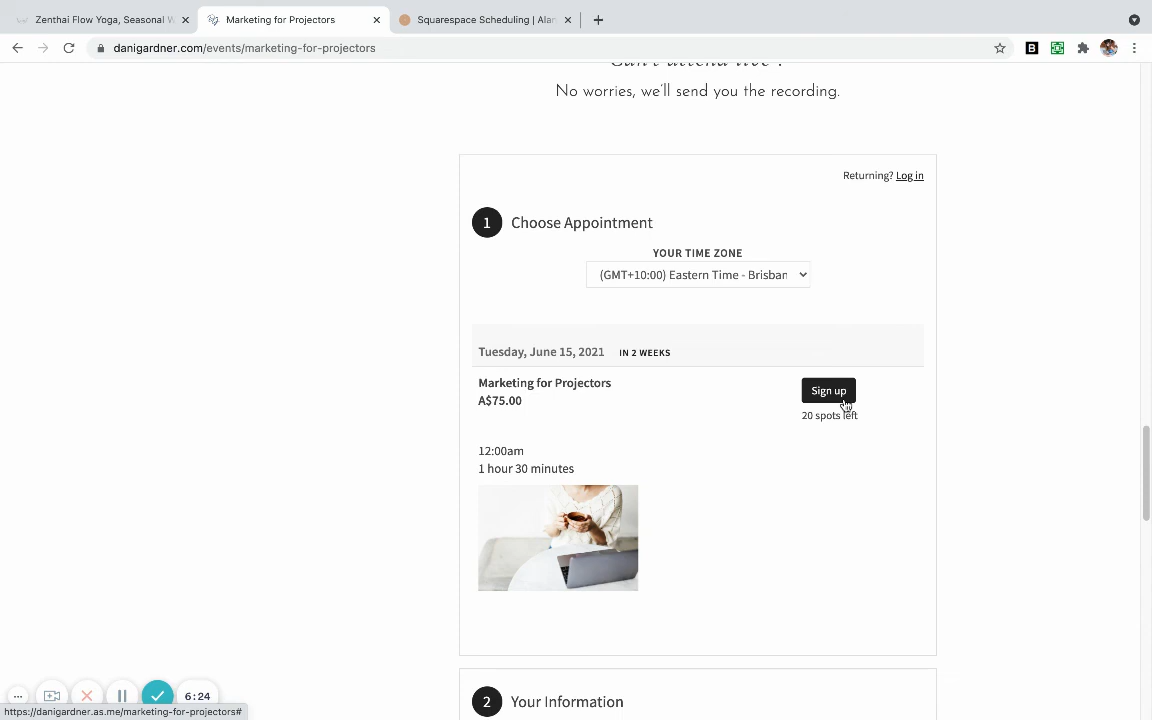 Zenthai Flow Yoga, Seasonal W
Marketing for Projectors
Squarespace Scheduling | Alan
danigardner.com/events/marketing-for-projectors
Can't attend live?
No worries, we'll send you the recording.
Returning? Log in
1 Choose Appointment
YOUR TIME ZONE
(GMT+10:00) Eastern Time - Brisban
Tuesday, June 15, 2021 IN 2 WEEKS
Marketing for Projectors
A$75.00
Sign up
20 spots left
12:00am
1 hour 30 minutes
2 Your Information
6:24
https://danigardner.as.me/marketing-for-projectors#